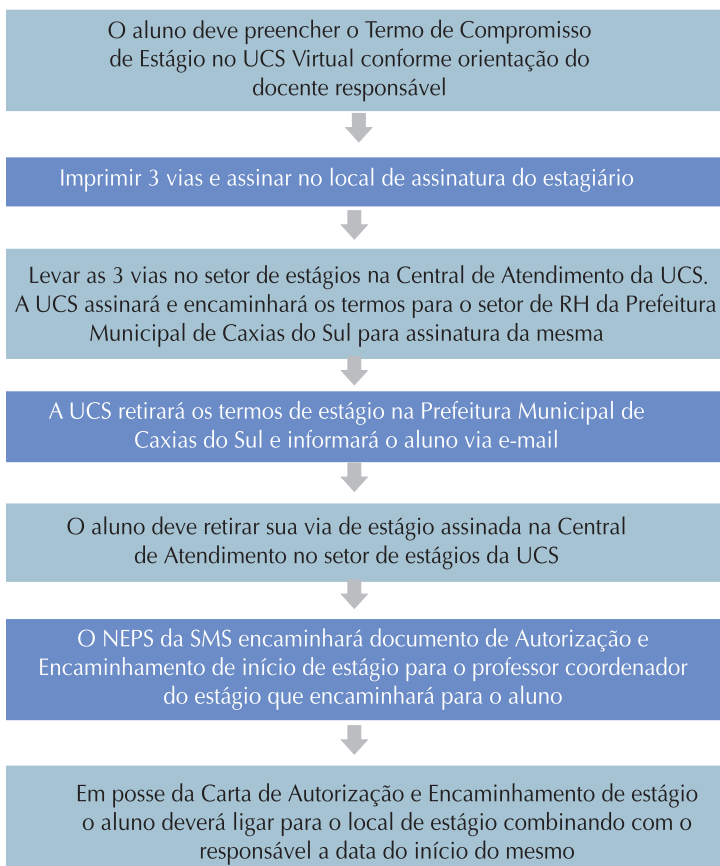 O aluno deve preencher o Termo de Compromisso
de Estágio no UCS Virtual conforme orientação do
docente responsável
Imprimir 3 vias e assinar no local de assinatura do estagiário
Levar as 3 vias no setor de estágios na Central de Atendimento da UCS.
A UCS assinará e encaminhará os termos para o setor de RH da Prefeitura
Municipal de Caxias do Sul para assinatura da mesma
A UCS retirará os termos de estágio na Prefeitura Municipal de
Caxias do Sul e informará o aluno via e-mail
O aluno deve retirar sua via de estágio assinada na Central
de Atendimento no setor de estágios da UCS
O NEPS da SMS encaminhará documento de Autorização e
Encaminhamento de início de estágio para o professor coordenador
do estágio que encaminhará para o aluno
Em posse da Carta de Autorização e Encaminhamento de estágio
o aluno deverá ligar para o local de estágio combinando com o
responsável a data do início do mesmo